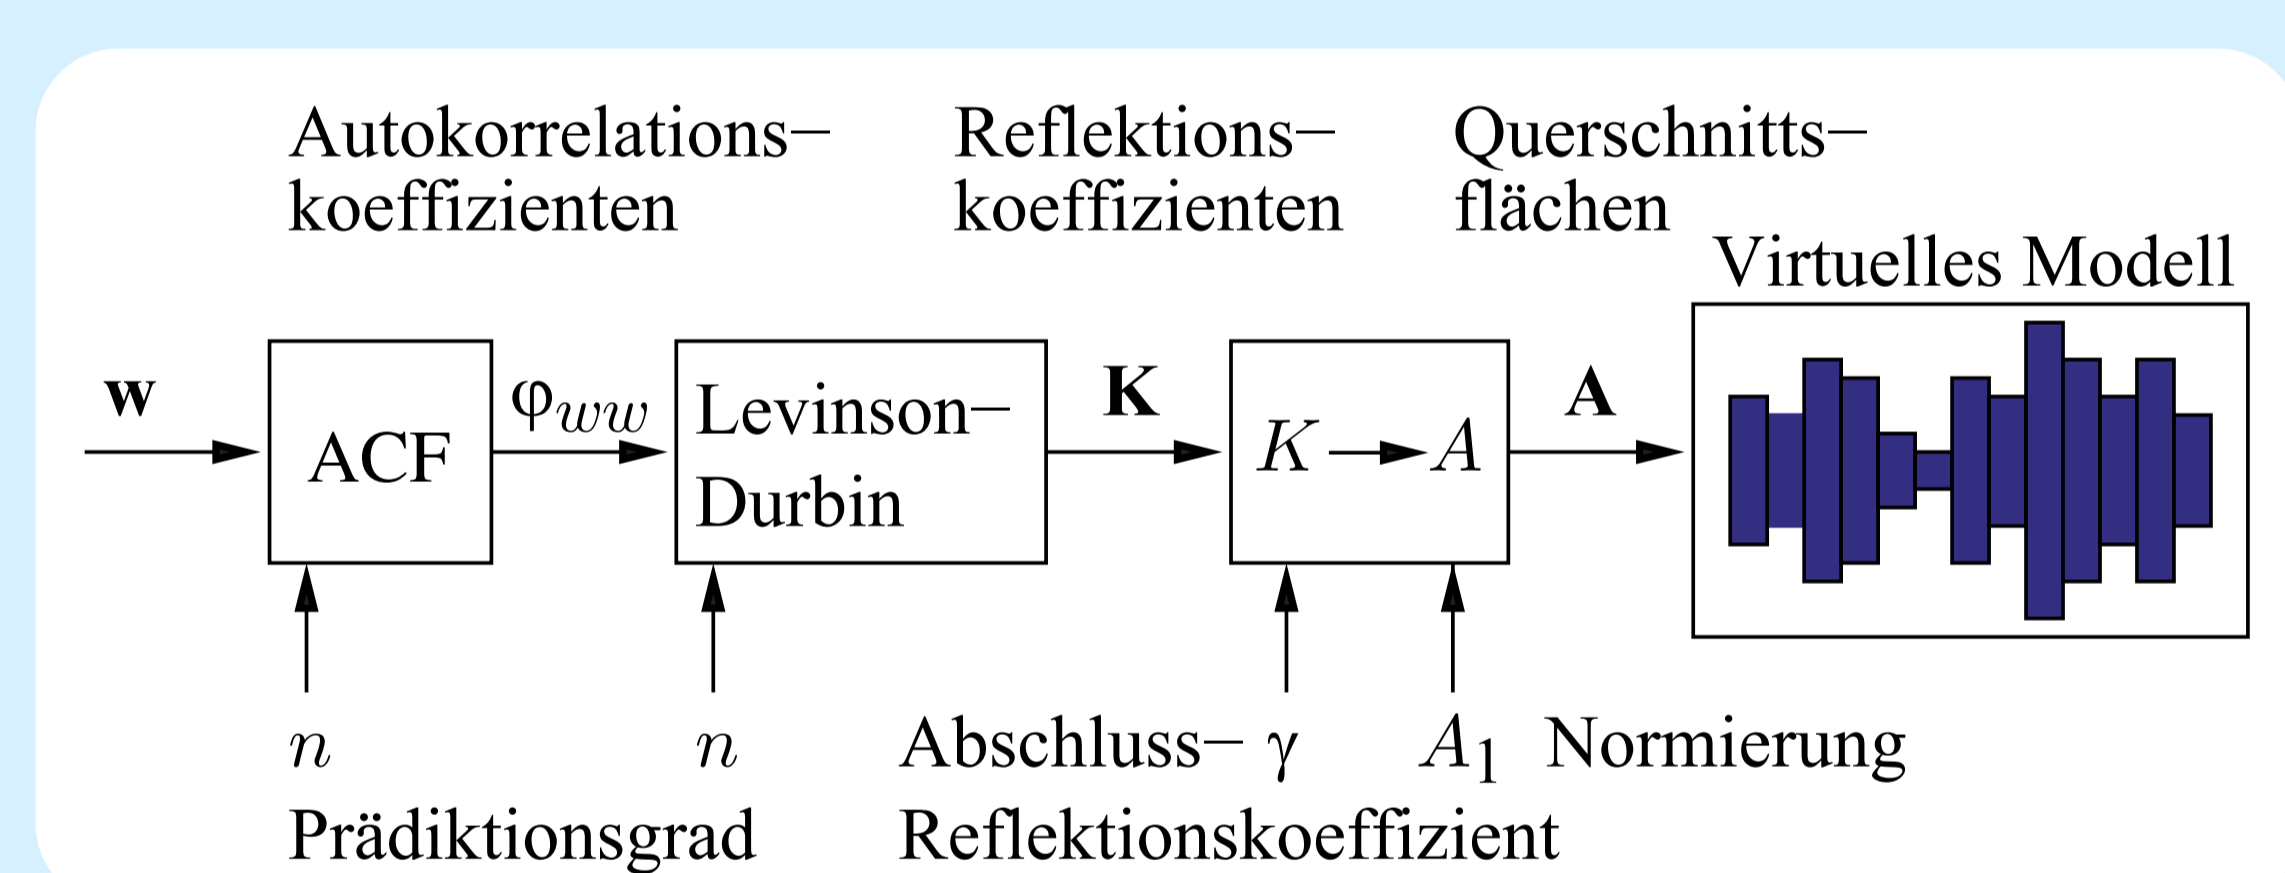 Autokorrelations–
koeffizienten
Reflektions–
koeffizienten
Querschnitts–
flächen
Virtuelles Modell
w
ACF
φww
Levinson–
Durbin
K
K → A
A
n
n
Prädiktionsgrad
Abschluss– γ
Reflektionskoeffizient
A1 Normierung